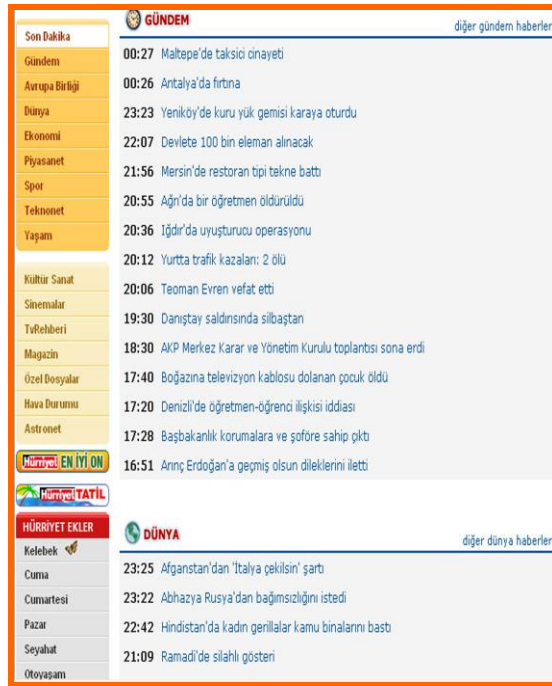 Son Dakika
Gündem
Avrupa Birliği
Dünya
Ekonomi
Piyasanet
Spor
Teknonet
Yaşam
Kültür Sanat
Sinemalar
TvRehberi
Magazin
Özel Dosyalar
Hava Durumu
Astronet
Hürriyet EN İYİ ON
Hürriyet TATİL
HÜRRİYET EKLER
Kelebek
Cuma
Cumartesi
Pazar
Seyahat
Otoyaşam
GÜNDEM
diğer gündem haberler
00:27 Maltepe'de taksici cinayeti
00:26 Antalya'da fırtına
23:23 Yeniköy'de kuru yük gemisi karaya oturdu
22:07 Devlete 100 bin eleman alınacak
21:56 Mersin'de restoran tipi tekne battı
20:55 Ağrı'da bir öğretmen öldürüldü
20:36 Iğdır'da uyuşturucu operasyonu
20:12 Yurtta trafik kazaları: 2 ölü
20:06 Teoman Evren vefat etti
19:30 Danıştay saldırısında silbaştan
18:30 AKP Merkez Karar ve Yönetim Kurulu toplantısı sona erdi
17:40 Boğazına televizyon kablosu dolanan çocuk öldü
17:20 Denizli'de öğretmen-öğrenci ilişkisi iddiası
17:28 Başbakanlık korumalara ve şoföre sahip çıktı
16:51 Arınç Erdoğan'a geçmiş olsun dileklerini iletti
DÜNYA
diğer dünya haberler
23:25 Afganstan'dan 'İtalya çekilsin' şartı
23:22 Abhazya Rusya'dan bağımsızlığını istedi
22:42 Hindistan'da kadın gerillalar kamu binalarını bastı
21:09 Ramadi'de silahlı gösteri